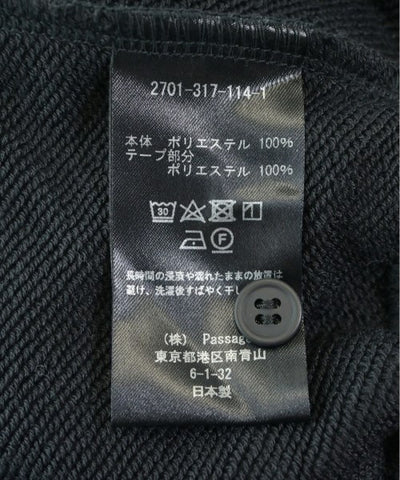 2701-317-114-1
本体 ポリエステル 100%
テープ部分
ポリエステル 100%
30
F
長時間の浸漬や濡れたままの放置は
避け、洗濯後すばやく干し
(株) Passag
東京都港区南青山
6-1-32
日本製